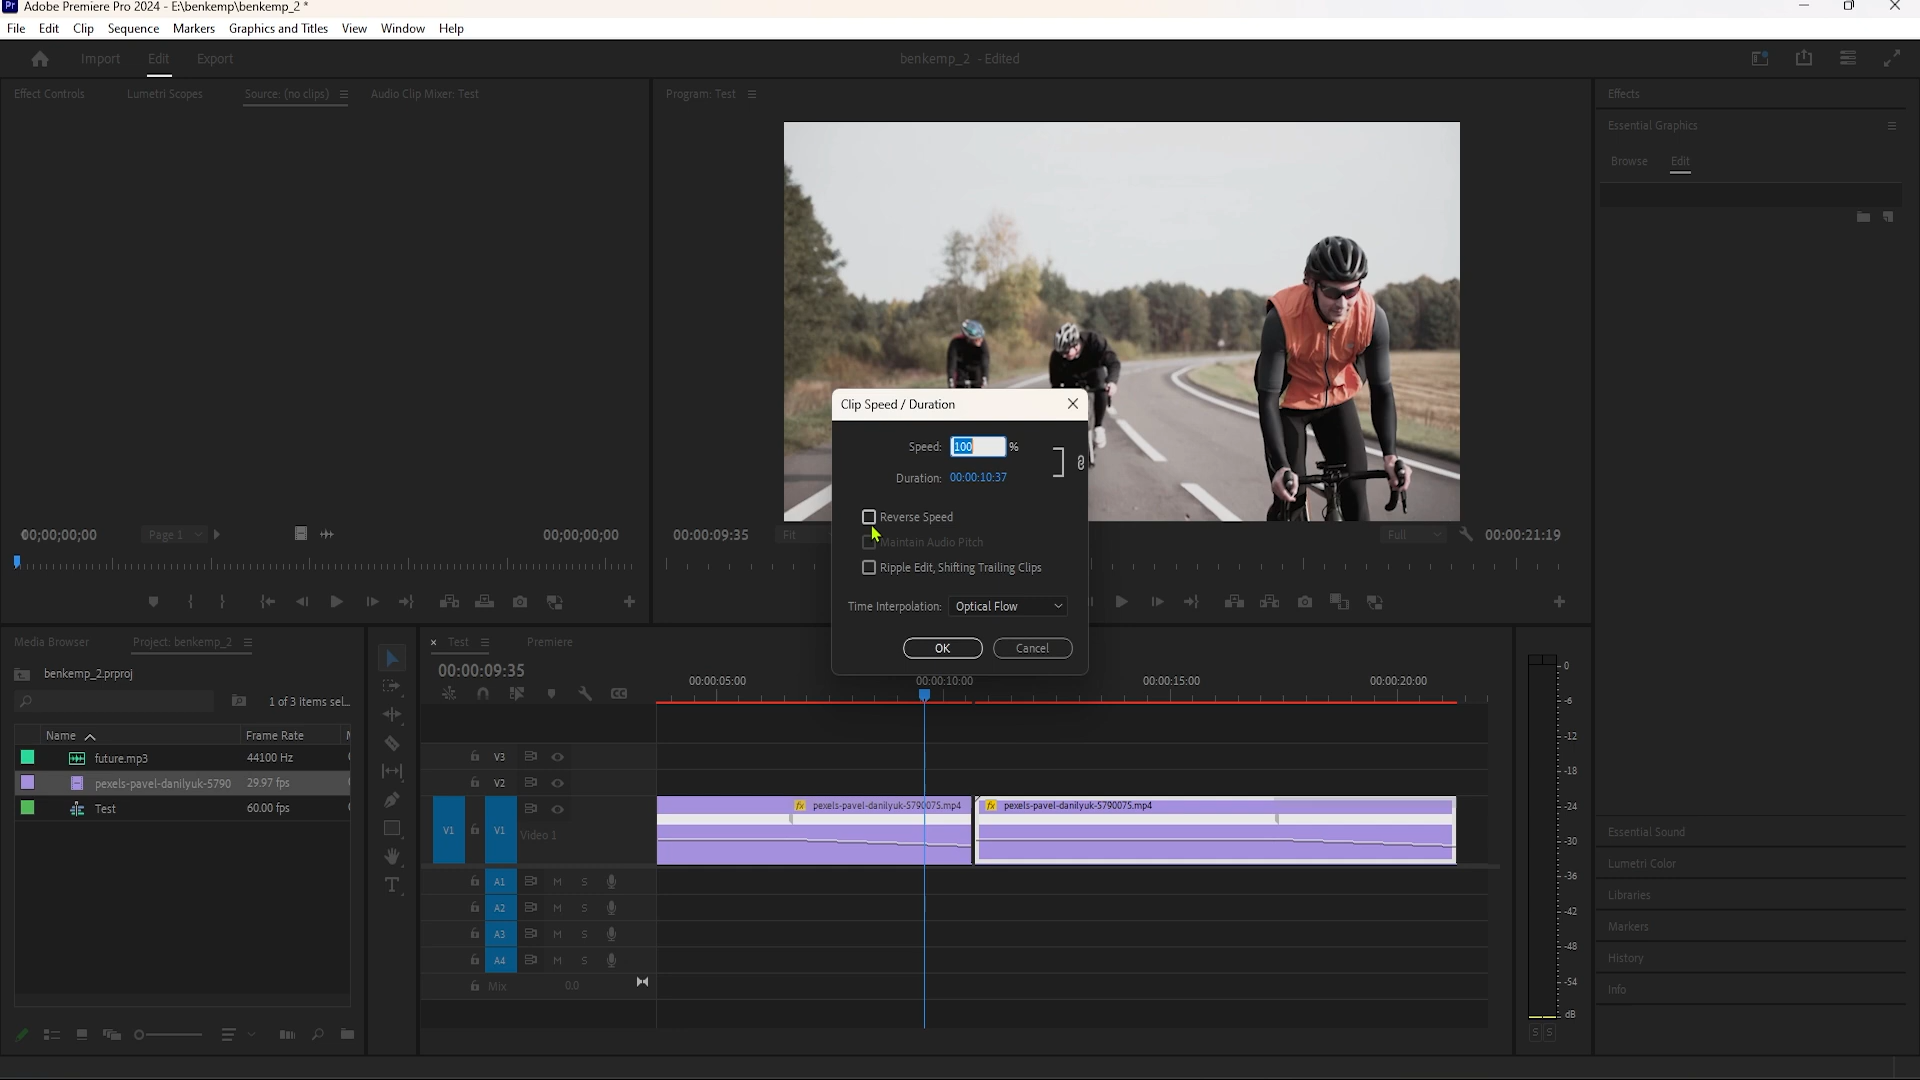 Pr Adobe Premiere Pro 2024 - E:\benkemp\benkemp_2 *
File Edit Clip Sequence Markers Graphics and Titles View Window Help
Import Edit Export
benkemp_2 - Edited
Effect Controls Lumetri Scopes Source: (no clips) Audio Clip Mixer: Test
Program: Test
Effects
Essential Graphics
Browse Edit
Clip Speed / Duration
Speed: 100 %
Duration: 00:00:10:37
Reverse Speed
Maintain Audio Pitch
Ripple Edit, Shifting Trailing Clips
Time Interpolation: Optical Flow
OK Cancel
00;00;00;00 Page 1 00;00;00;00
00:00:09:35 Fit Full 00:00:21:19
Media Browser Project: benkemp_2
benkemp_2.prproj
1 of 3 items sel...
Name Frame Rate
future.mp3 44100 Hz
pexels-pavel-danilyuk-5790 29.97 fps
Test 60.00 fps
× Test Premiere
00:00:09:35
00:00:05:00 00:00:10:00 00:00:15:00 00:00:20:00
V3
V2
V1 V1 Video 1
fx pexels-pavel-danilyuk-5790075.mp4 fx pexels-pavel-danilyuk-5790075.mp4
A1 M S
A2 M S
A3 M S
A4 M S
Mix 0.0
0
-6
-12
-18
-24
-30
-36
-42
-48
-54
dB
S S
Essential Sound
Lumetri Color
Libraries
Markers
History
Info